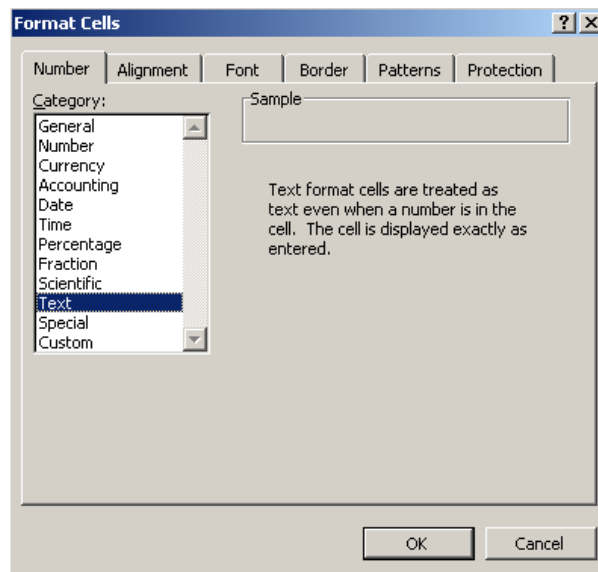 Format Cells
? X
Number Alignment Font Border Patterns Protection
Category:
General
Number
Currency
Accounting
Date
Time
Percentage
Fraction
Scientific
Text
Special
Custom
Sample
Text format cells are treated as
text even when a number is in the
cell. The cell is displayed exactly as
entered.
OK Cancel